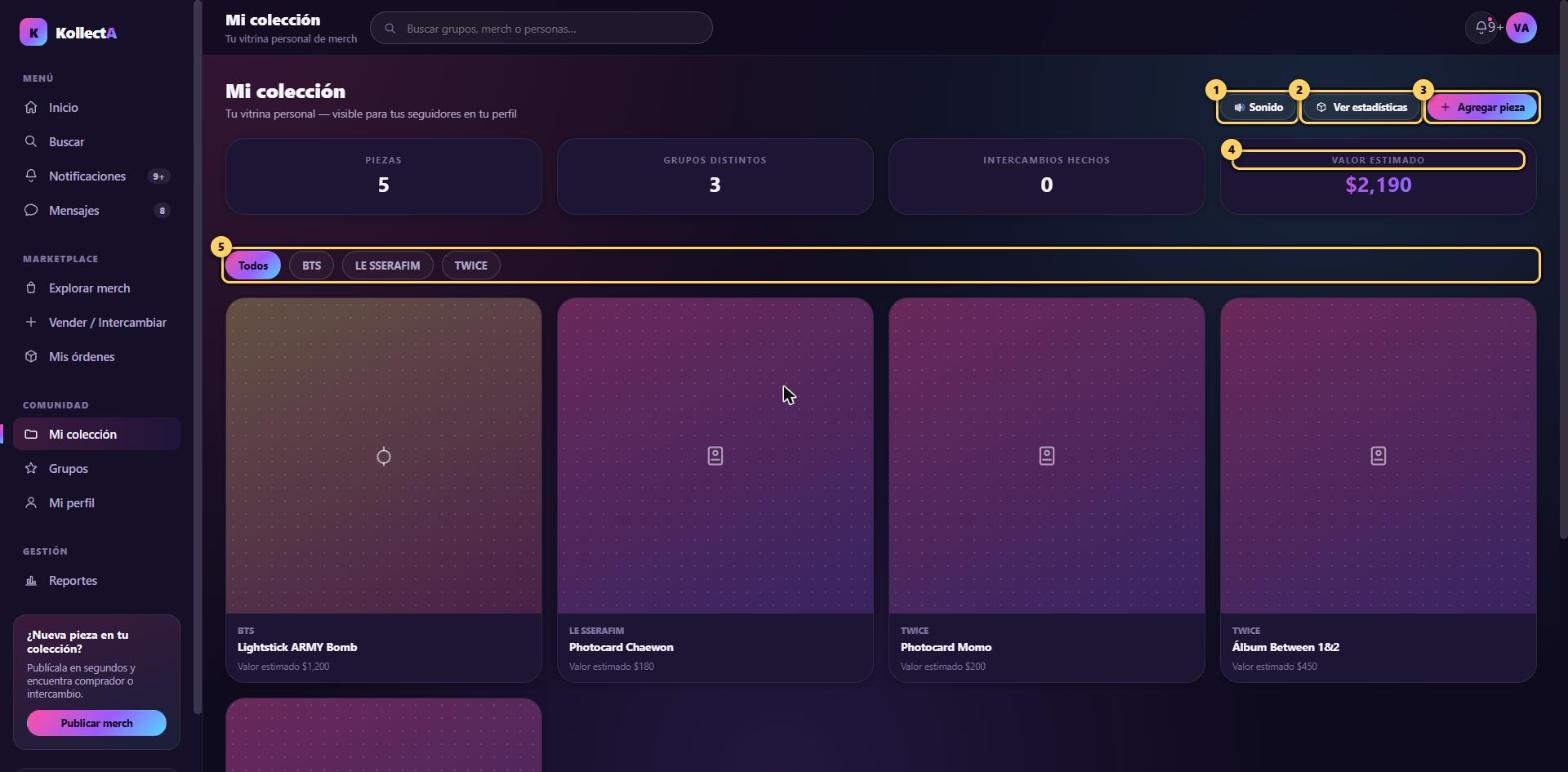 K KollectA
MENÚ
Inicio
Buscar
Notificaciones 9+
Mensajes 8
MARKETPLACE
Explorar merch
Vender / Intercambiar
Mis órdenes
COMUNIDAD
Mi colección
Grupos
Mi perfil
GESTIÓN
Reportes
¿Nueva pieza en tu
colección?
Publícala en segundos y
encuentra comprador o
intercambio.
Publicar merch
Mi colección
Tu vitrina personal de merch
Buscar grupos, merch o personas...
9+ VA
Mi colección
Tu vitrina personal — visible para tus seguidores en tu perfil
1 Sonido
2 Ver estadísticas
3 Agregar pieza
PIEZAS
5
GRUPOS DISTINTOS
3
INTERCAMBIOS HECHOS
0
4 VALOR ESTIMADO
$2,190
5
Todos BTS LE SSERAFIM TWICE
BTS
Lightstick ARMY Bomb
Valor estimado $1,200
LE SSERAFIM
Photocard Chaewon
Valor estimado $180
TWICE
Photocard Momo
Valor estimado $200
TWICE
Álbum Between 1&2
Valor estimado $450